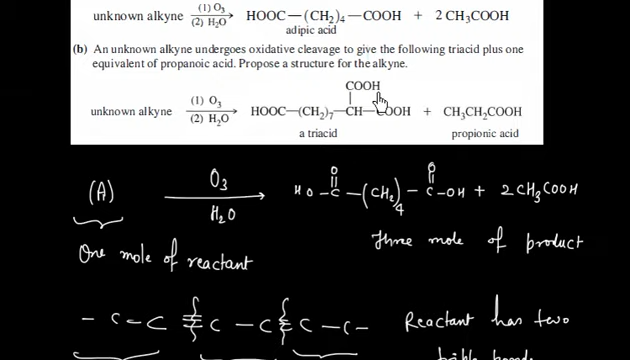 unknown alkyne (1) O₃ (2) H₂O → HOOC—(CH₂)₄—COOH + 2 CH₃COOH
adipic acid
(b) An unknown alkyne undergoes oxidative cleavage to give the following triacid plus one
equivalent of propanoic acid. Propose a structure for the alkyne.
COOH
unknown alkyne (1) O₃ (2) H₂O → HOOC—(CH₂)₇—CH—COOH + CH₃CH₂COOH
a triacid propionic acid
(A) O₃ H₂O → HO-C(=O)-(CH₂)₄-C(=O)-OH + 2CH₃COOH
One mole of reactant
Three mole of product
- C - C ≡ C - C ≡ C - C - Reactant has two